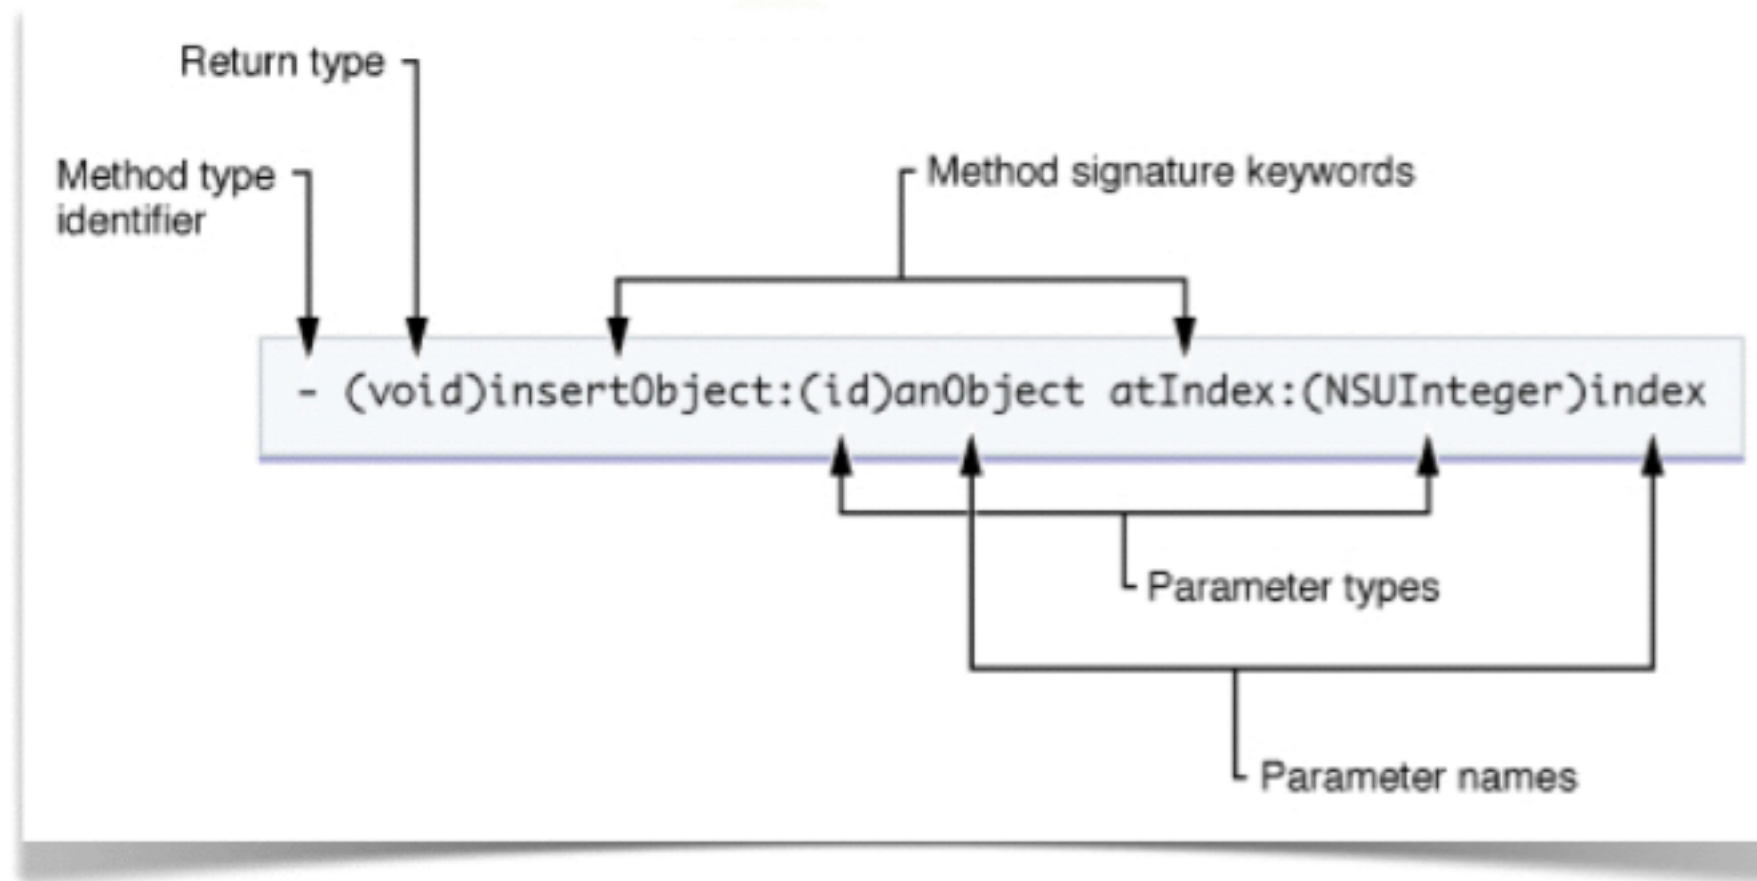 Return type
Method type
identifier
Method signature keywords
- (void)insertObject:(id)anObject atIndex:(NSUInteger)index
Parameter types
Parameter names